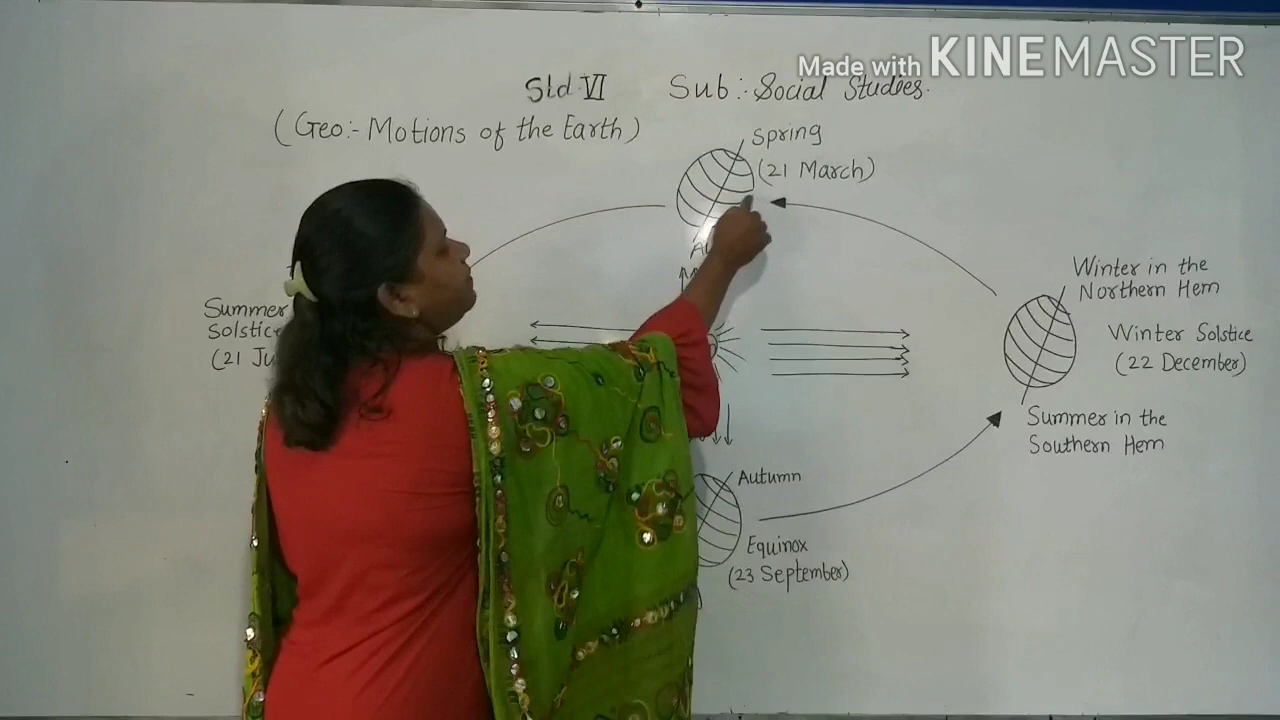 Made with KINEMASTER
Std VI Sub:- Social Studies.
(Geo:- Motions of the Earth)
Spring
(21 March)
Winter in the
Northern Hem
Winter Solstice
(22 December)
Summer in the
Southern Hem
Summer
Solstice
(21 Ju
Autumn
Equinox
(23 September)